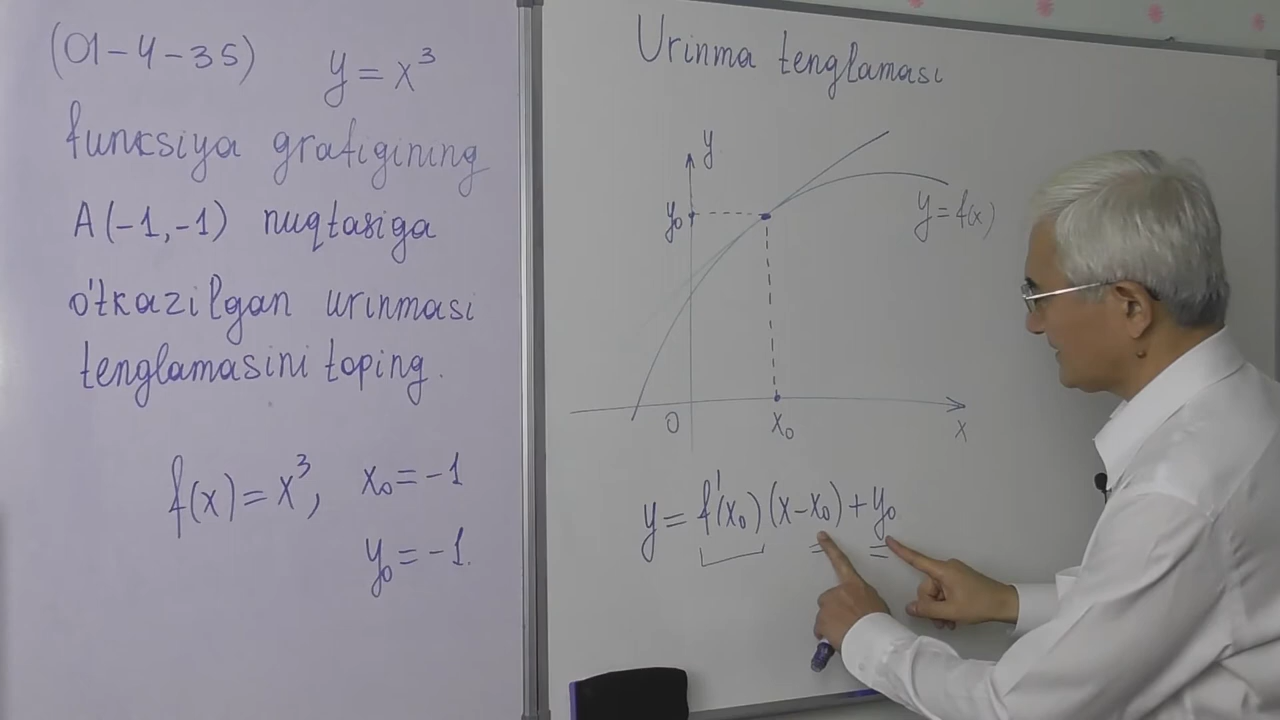 (01-4-35) y = x³
funksiya grafigining
A(-1,-1) nuqtasiga
o'tkazilgan urinmasi
tenglamasini toping.
f(x) = x³, x₀ = -1
y₀ = -1.
Urinma tenglamasi
y
y₀
y = f(x)
0
x₀
x
y = f'(x₀)(x - x₀) + y₀